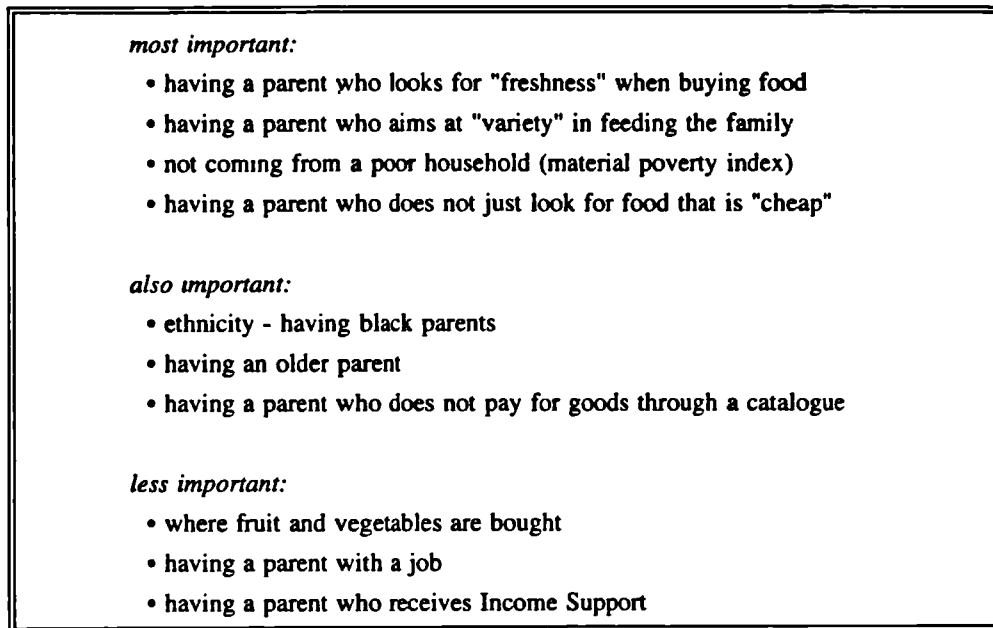 most important:
• having a parent who looks for "freshness" when buying food
• having a parent who aims at "variety" in feeding the family
• not coming from a poor household (material poverty index)
• having a parent who does not just look for food that is "cheap"
also important:
• ethnicity - having black parents
• having an older parent
• having a parent who does not pay for goods through a catalogue
less important:
• where fruit and vegetables are bought
• having a parent with a job
• having a parent who receives Income Support